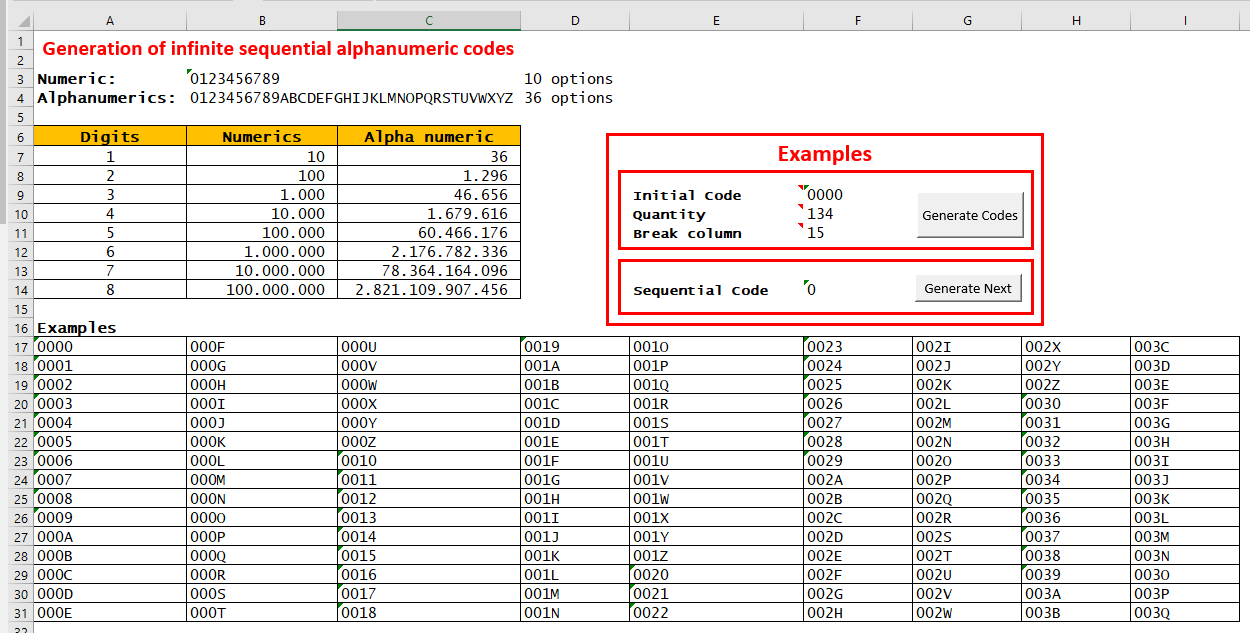 A B C D E F G H I
1 Generation of infinite sequential alphanumeric codes
2
3 Numeric: 0123456789 10 options
4 Alphanumerics: 0123456789ABCDEFGHIJKLMNOPQRSTUVWXYZ 36 options
5
6 Digits Numerics Alpha numeric
7 1 10 36 Examples
8 2 100 1.296
9 3 1.000 46.656 Initial Code 0000
10 4 10.000 1.679.616 Quantity 134 Generate Codes
11 5 100.000 60.466.176 Break column 15
12 6 1.000.000 2.176.782.336
13 7 10.000.000 78.364.164.096
14 8 100.000.000 2.821.109.907.456 Sequential Code 0 Generate Next
15
16 Examples
17 0000 000F 000U 0019 001O 0023 002I 002X 003C
18 0001 000G 000V 001A 001P 0024 002J 002Y 003D
19 0002 000H 000W 001B 001Q 0025 002K 002Z 003E
20 0003 000I 000X 001C 001R 0026 002L 0030 003F
21 0004 000J 000Y 001D 001S 0027 002M 0031 003G
22 0005 000K 000Z 001E 001T 0028 002N 0032 003H
23 0006 000L 0010 001F 001U 0029 002O 0033 003I
24 0007 000M 0011 001G 001V 002A 002P 0034 003J
25 0008 000N 0012 001H 001W 002B 002Q 0035 003K
26 0009 000O 0013 001I 001X 002C 002R 0036 003L
27 000A 000P 0014 001J 001Y 002D 002S 0037 003M
28 000B 000Q 0015 001K 001Z 002E 002T 0038 003N
29 000C 000R 0016 001L 0020 002F 002U 0039 003O
30 000D 000S 0017 001M 0021 002G 002V 003A 003P
31 000E 000T 0018 001N 0022 002H 002W 003B 003Q
32